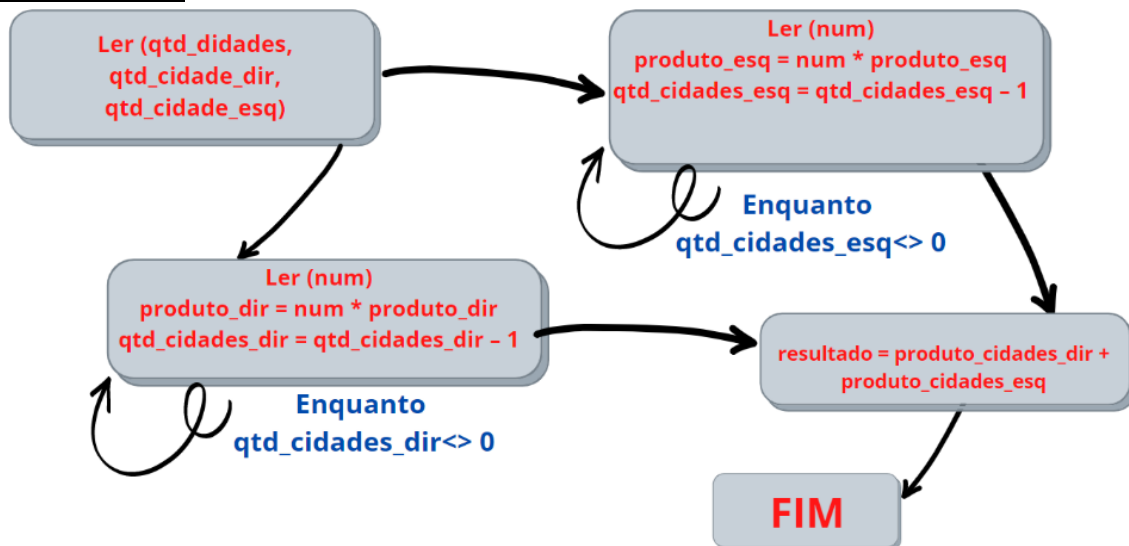 Ler (qtd_didades,
qtd_cidade_dir,
qtd_cidade_esq)
Ler (num)
produto_esq = num * produto_esq
qtd_cidades_esq = qtd_cidades_esq – 1
Enquanto
qtd_cidades_esq<> 0
Ler (num)
produto_dir = num * produto_dir
qtd_cidades_dir = qtd_cidades_dir – 1
Enquanto
qtd_cidades_dir<> 0
resultado = produto_cidades_dir +
produto_cidades_esq
FIM